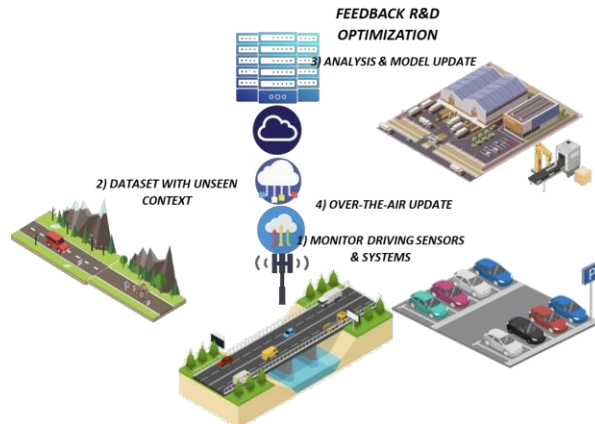 FEEDBACK R&D
OPTIMIZATION
3) ANALYSIS & MODEL UPDATE
2) DATASET WITH UNSEEN
CONTEXT
4) OVER-THE-AIR UPDATE
1) MONITOR DRIVING SENSORS
& SYSTEMS
P